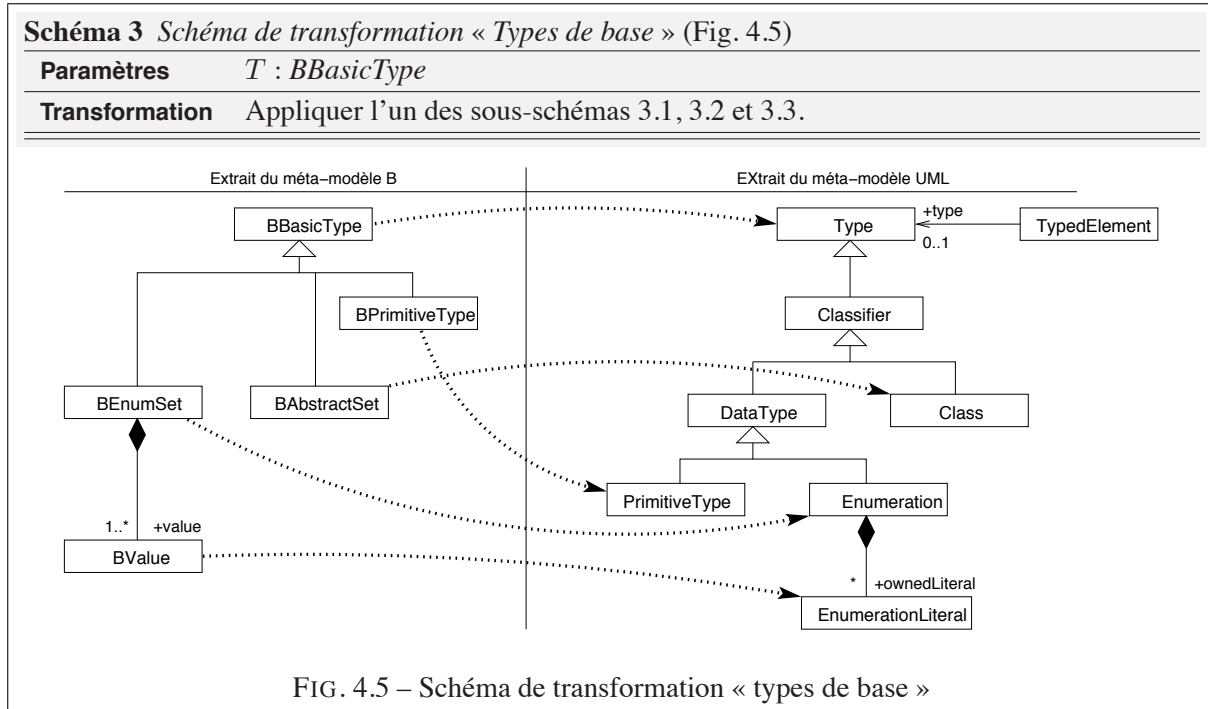 Schéma 3 Schéma de transformation « Types de base » (Fig. 4.5)
Paramètres T : BBasicType
Transformation Appliquer l'un des sous-schémas 3.1, 3.2 et 3.3.
Extrait du méta−modèle B
EXtrait du méta−modèle UML
BBasicType
Type
+type
0..1
TypedElement
BPrimitiveType
Classifier
BEnumSet
BAbstractSet
DataType
Class
PrimitiveType
Enumeration
1..*
+value
BValue
*
+ownedLiteral
EnumerationLiteral
FIG. 4.5 – Schéma de transformation « types de base »